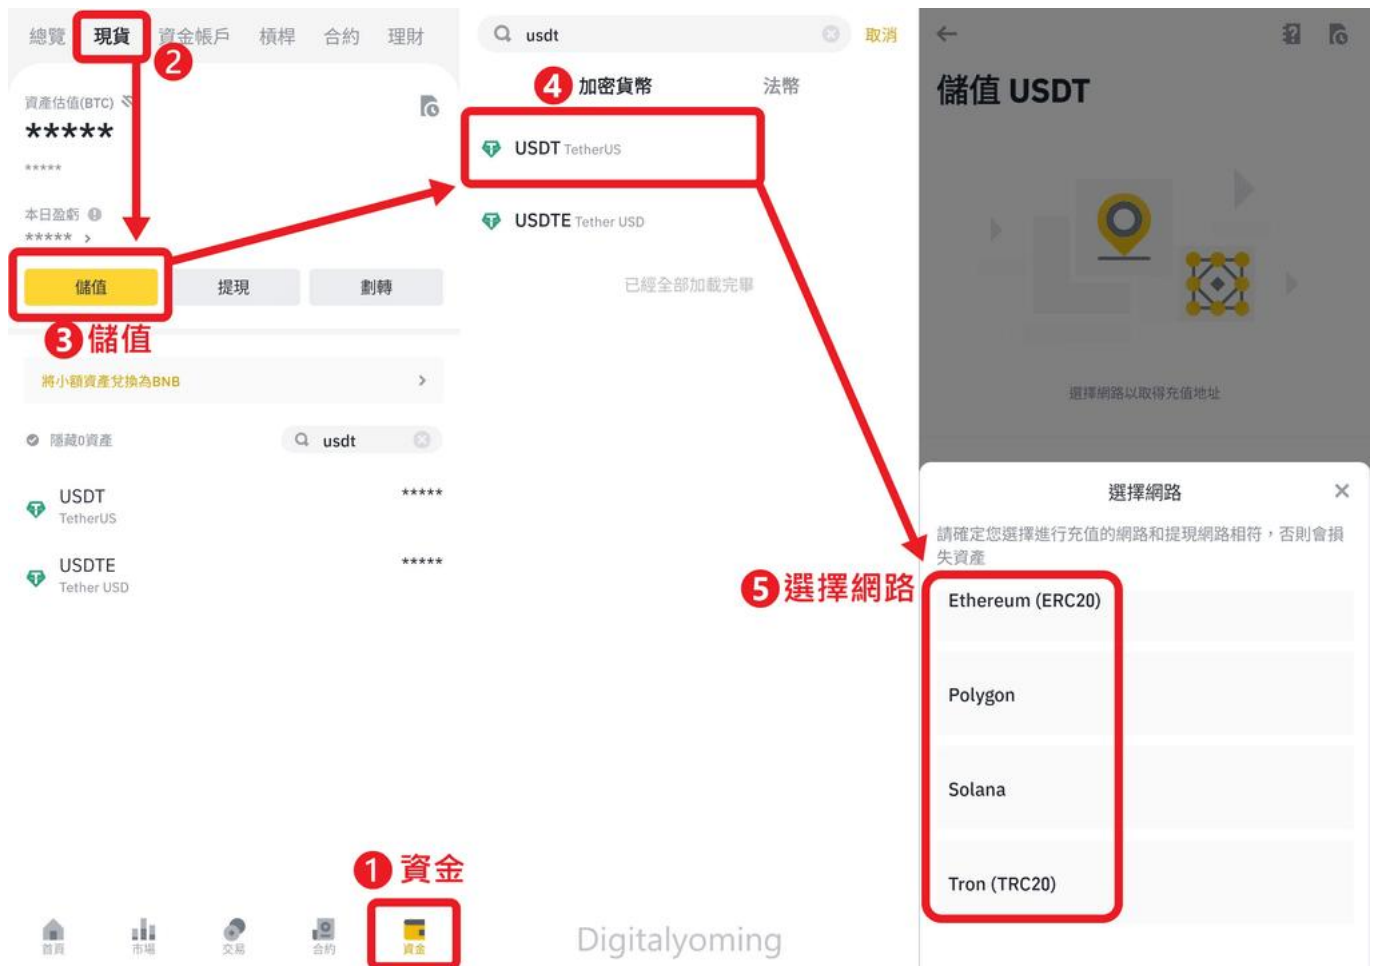 總覽 現貨 資金帳戶 槓桿 合約 理財
2
資產估值(BTC)
*****
*****
本日盈虧
***** >
儲值 提現 劃轉
3 儲值
將小額資產兌換為BNB >
隱藏0資產 usdt
USDT *****
TetherUS
USDTE *****
Tether USD
1 資金
首頁 市場 交易 合約 資金
usdt 取消
4 加密貨幣 法幣
USDT TetherUS
USDTE Tether USD
已經全部加載完畢
5 選擇網路
Digitalyoming
儲值 USDT
選擇網路以取得充值地址
選擇網路
請確定您選擇進行充值的網路和提現網路相符，否則會損
失資產
Ethereum (ERC20)
Polygon
Solana
Tron (TRC20)